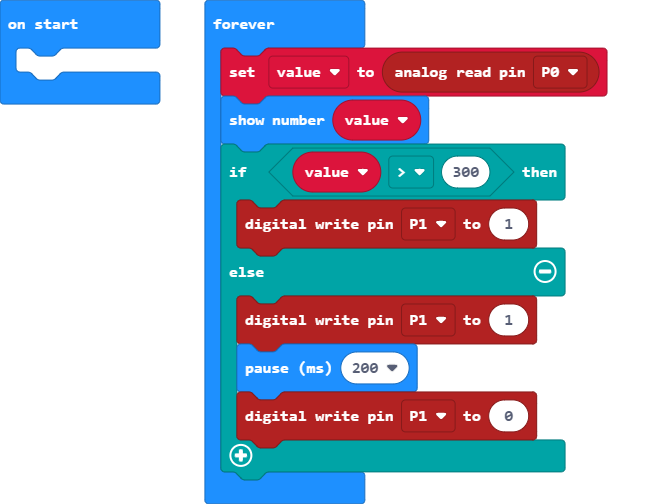 on start
forever
set value to analog read pin P0
show number value
if value > 300 then
digital write pin P1 to 1
else
digital write pin P1 to 1
pause (ms) 200
digital write pin P1 to 0